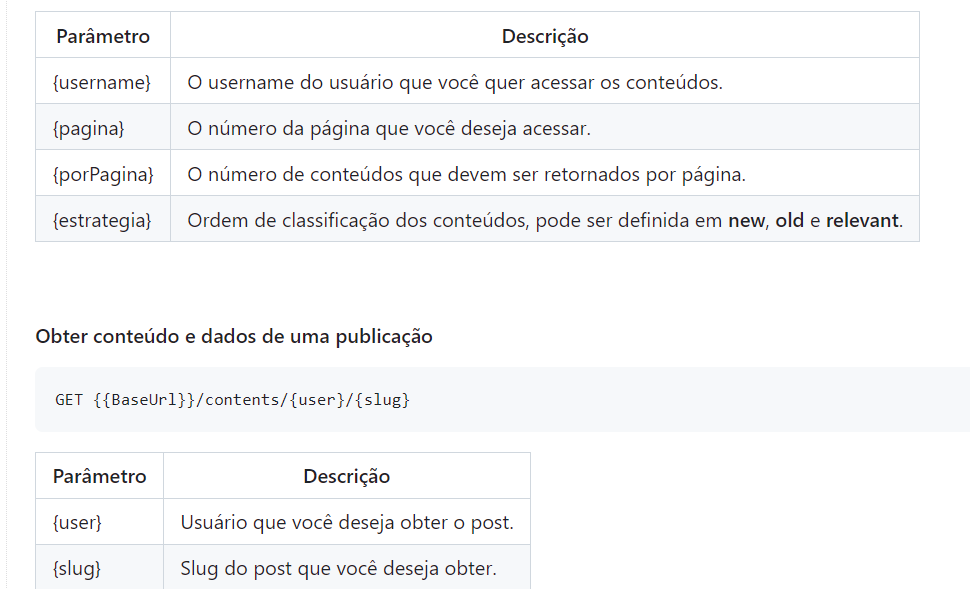 Parâmetro Descrição
{username} O username do usuário que você quer acessar os conteúdos.
{pagina} O número da página que você deseja acessar.
{porPagina} O número de conteúdos que devem ser retornados por página.
{estrategia} Ordem de classificação dos conteúdos, pode ser definida em new, old e relevant.
Obter conteúdo e dados de uma publicação
GET {{BaseUrl}}/contents/{user}/{slug}
Parâmetro Descrição
{user} Usuário que você deseja obter o post.
{slug} Slug do post que você deseja obter.